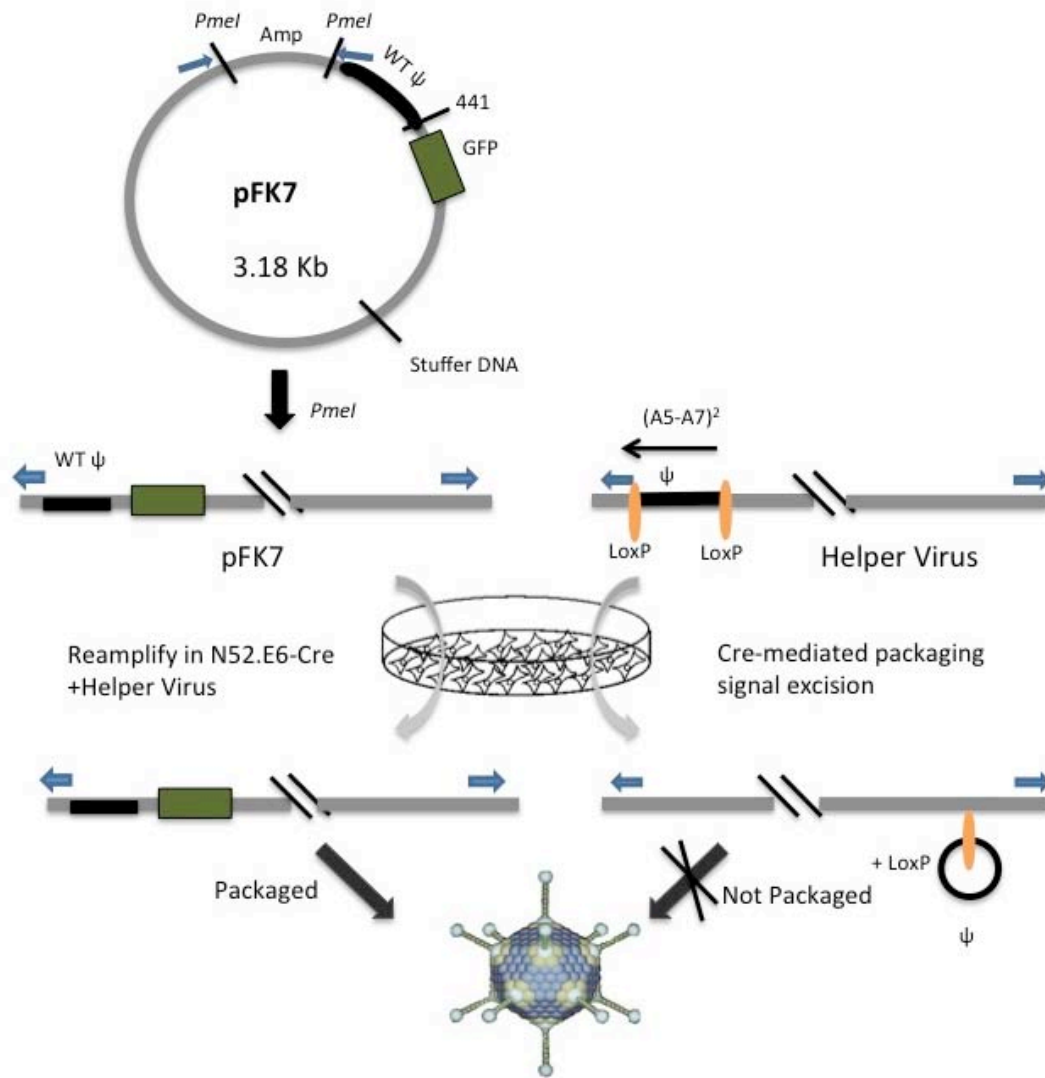 PmeI
Amp
PmeI
WT ψ
441
GFP
pFK7
3.18 Kb
Stuffer DNA
PmeI
(A5-A7)²
WT ψ
ψ
LoxP
LoxP
pFK7
Helper Virus
Reamplify in N52.E6-Cre
+Helper Virus
Cre-mediated packaging
signal excision
Packaged
Not Packaged
+ LoxP
ψ